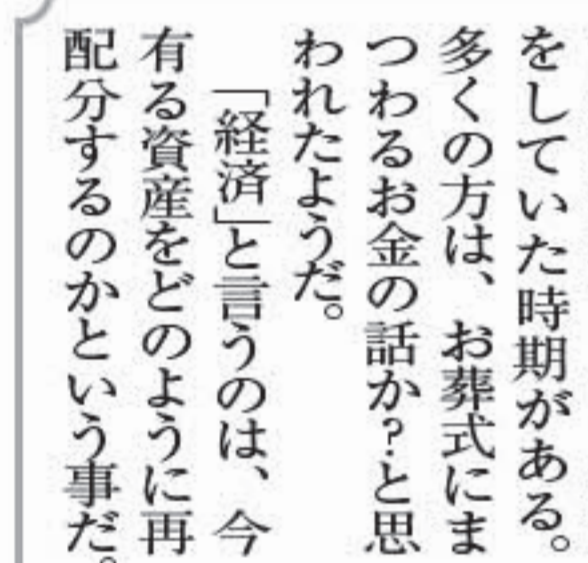 をしていた時期がある。
多くの方は、お葬式にま
つわるお金の話か?と思
われたようだ。
「経済」と言うのは、今
有る資産をどのように再
配分するのかという事だ。